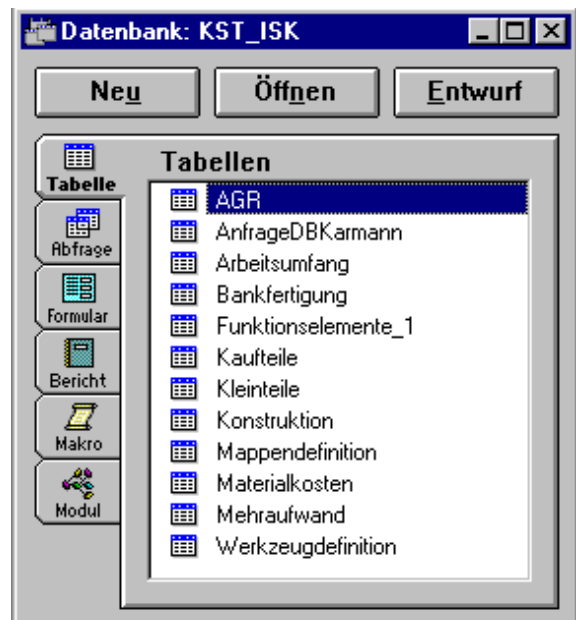 Datenbank: KST_ISK
Neu Öffnen Entwurf
Tabelle
Abfrage
Formular
Bericht
Makro
Modul
Tabellen
AGR
AnfrageDBKarmann
Arbeitsumfang
Bankfertigung
Funktionselemente_1
Kaufteile
Kleinteile
Konstruktion
Mappendefinition
Materialkosten
Mehraufwand
Werkzeugdefinition